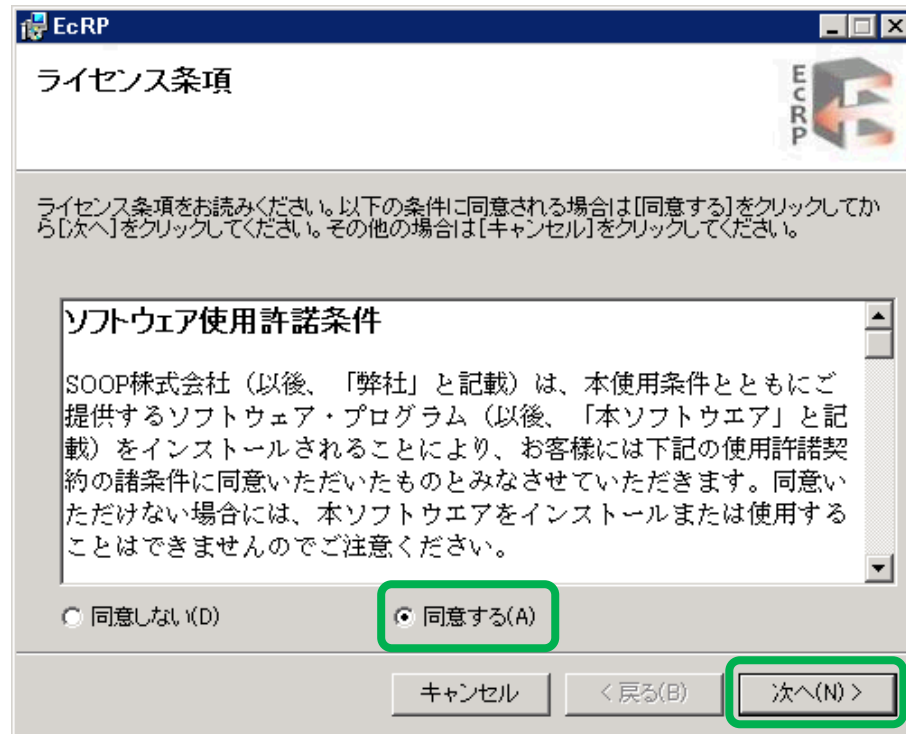 EcRP
ライセンス条項
EcRP
ライセンス条項をお読みください。以下の条件に同意される場合は[同意する]をクリックしてか
ら[次へ]をクリックしてください。その他の場合は[キャンセル]をクリックしてください。
ソフトウェア使用許諾条件
SOOP株式会社（以後、「弊社」と記載）は、本使用条件とともにご
提供するソフトウェア・プログラム（以後、「本ソフトウエア」と記
載）をインストールされることにより、お客様には下記の使用許諾契
約の諸条件に同意いただいたものとみなさせていただきます。同意い
ただけない場合には、本ソフトウエアをインストールまたは使用する
ことはできませんのでご注意ください。
同意しない(D)
同意する(A)
キャンセル
< 戻る(B)
次へ(N) >